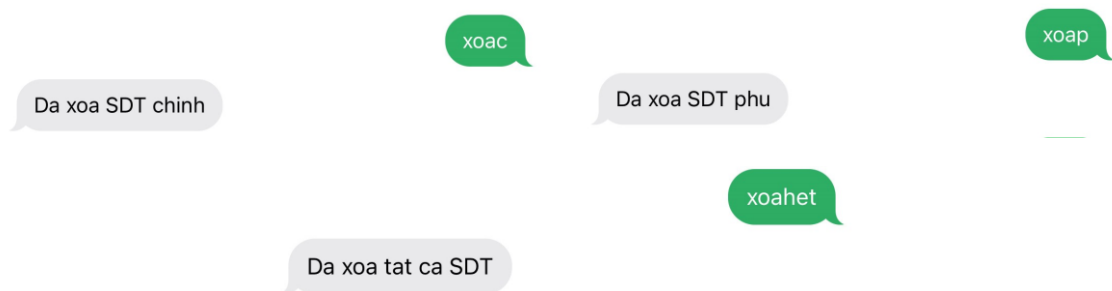 xoac
Da xoa SDT chinh
xoap
Da xoa SDT phu
xoahet
Da xoa tat ca SDT